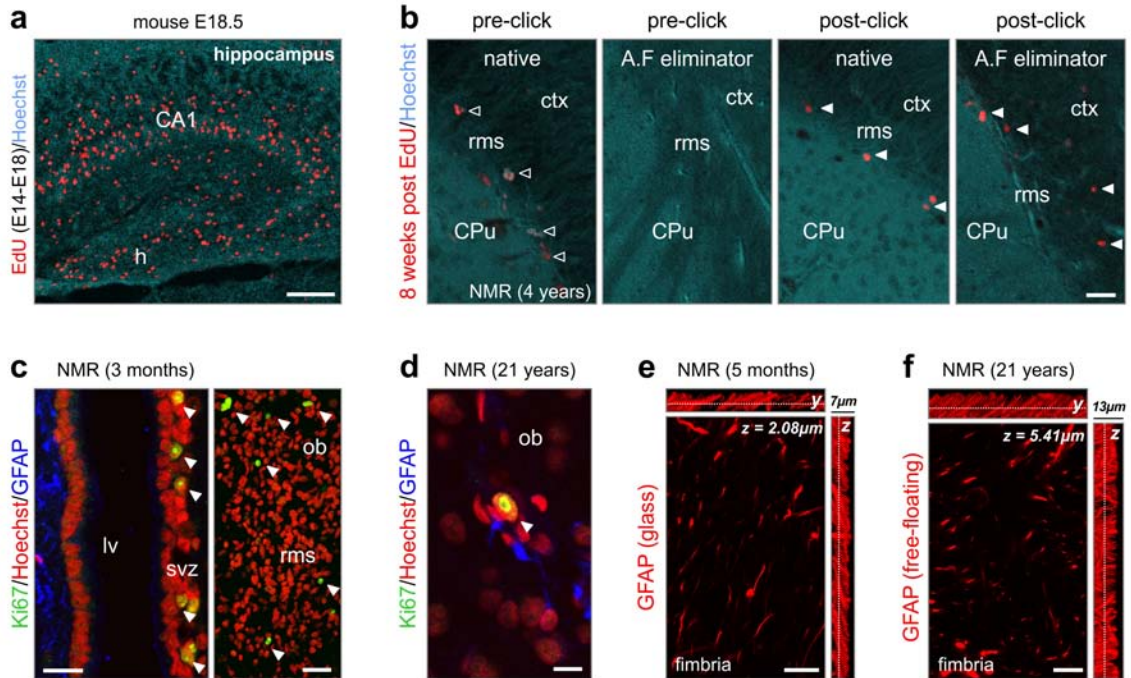 a
mouse E18.5
EdU (E14-E18)/Hoechst
hippocampus
CA1
h
b
pre-click
pre-click
post-click
post-click
8 weeks post EdU/Hoechst
native
ctx
rms
CPu
NMR (4 years)
A.F eliminator
ctx
rms
CPu
native
ctx
rms
CPu
A.F eliminator
ctx
rms
CPu
c
NMR (3 months)
Ki67/Hoechst/GFAP
lv
svz
ob
rms
d
NMR (21 years)
Ki67/Hoechst/GFAP
ob
e
NMR (5 months)
GFAP (glass)
y
7µm
z = 2.08µm
z
fimbria
f
NMR (21 years)
GFAP (free-floating)
y
13µm
z = 5.41µm
z
fimbria